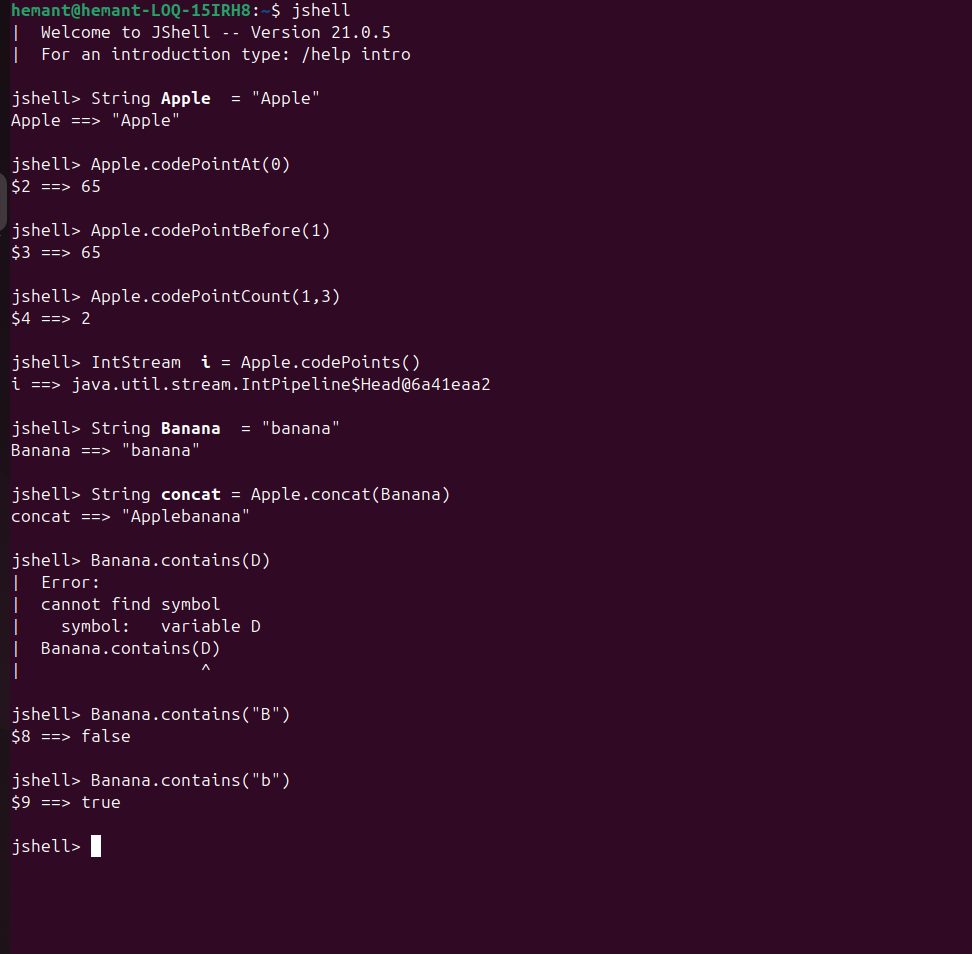 hemant@hemant-LOQ-15IRH8:~$ jshell
|  Welcome to JShell -- Version 21.0.5
|  For an introduction type: /help intro

jshell> String Apple  = "Apple"
Apple ==> "Apple"

jshell> Apple.codePointAt(0)
$2 ==> 65

jshell> Apple.codePointBefore(1)
$3 ==> 65

jshell> Apple.codePointCount(1,3)
$4 ==> 2

jshell> IntStream  i = Apple.codePoints()
i ==> java.util.stream.IntPipeline$Head@6a41eaa2

jshell> String Banana  = "banana"
Banana ==> "banana"

jshell> String concat = Apple.concat(Banana)
concat ==> "Applebanana"

jshell> Banana.contains(D)
|  Error:
|  cannot find symbol
|    symbol:   variable D
|  Banana.contains(D)
|                  ^

jshell> Banana.contains("B")
$8 ==> false

jshell> Banana.contains("b")
$9 ==> true

jshell>